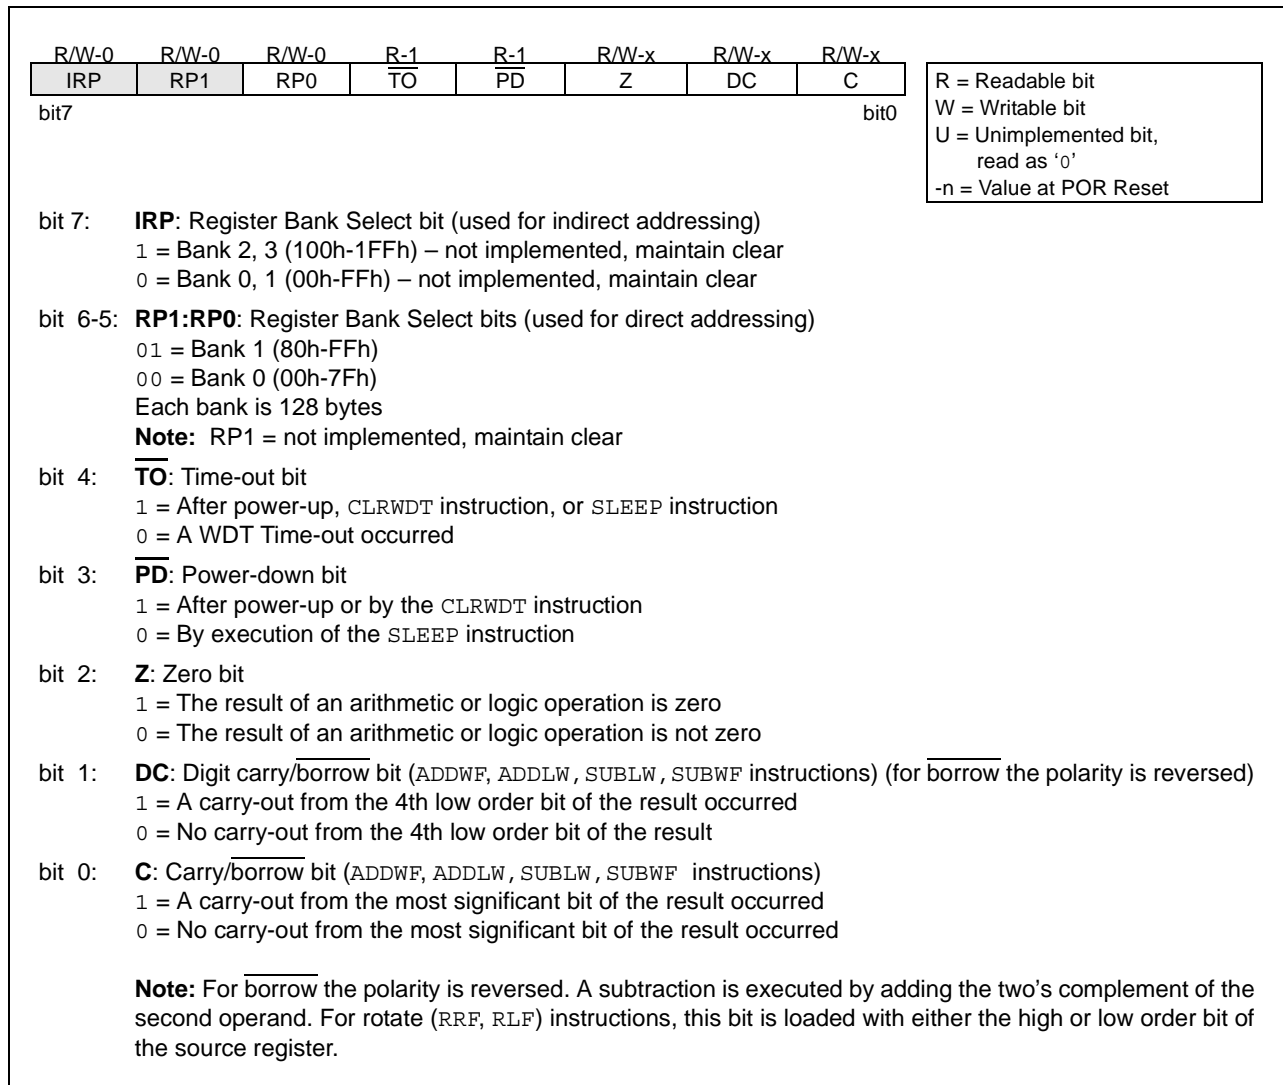 R/W-0 R/W-0 R/W-0 R-1 R-1 R/W-x R/W-x R/W-x
IRP RP1 RP0 T̅O̅ P̅D̅ Z DC C
bit7 bit0
R = Readable bit
W = Writable bit
U = Unimplemented bit,
read as ‘0’
-n = Value at POR Reset
bit 7: IRP: Register Bank Select bit (used for indirect addressing)
1 = Bank 2, 3 (100h-1FFh) – not implemented, maintain clear
0 = Bank 0, 1 (00h-FFh) – not implemented, maintain clear
bit 6-5: RP1:RP0: Register Bank Select bits (used for direct addressing)
01 = Bank 1 (80h-FFh)
00 = Bank 0 (00h-7Fh)
Each bank is 128 bytes
Note: RP1 = not implemented, maintain clear
bit 4: T̅O̅: Time-out bit
1 = After power-up, CLRWDT instruction, or SLEEP instruction
0 = A WDT Time-out occurred
bit 3: P̅D̅: Power-down bit
1 = After power-up or by the CLRWDT instruction
0 = By execution of the SLEEP instruction
bit 2: Z: Zero bit
1 = The result of an arithmetic or logic operation is zero
0 = The result of an arithmetic or logic operation is not zero
bit 1: DC: Digit carry/b̅o̅r̅r̅o̅w̅ bit (ADDWF, ADDLW, SUBLW, SUBWF instructions) (for b̅o̅r̅r̅o̅w̅ the polarity is reversed)
1 = A carry-out from the 4th low order bit of the result occurred
0 = No carry-out from the 4th low order bit of the result
bit 0: C: Carry/b̅o̅r̅r̅o̅w̅ bit (ADDWF, ADDLW, SUBLW, SUBWF instructions)
1 = A carry-out from the most significant bit of the result occurred
0 = No carry-out from the most significant bit of the result occurred
Note: For b̅o̅r̅r̅o̅w̅ the polarity is reversed. A subtraction is executed by adding the two’s complement of the
second operand. For rotate (RRF, RLF) instructions, this bit is loaded with either the high or low order bit of
the source register.